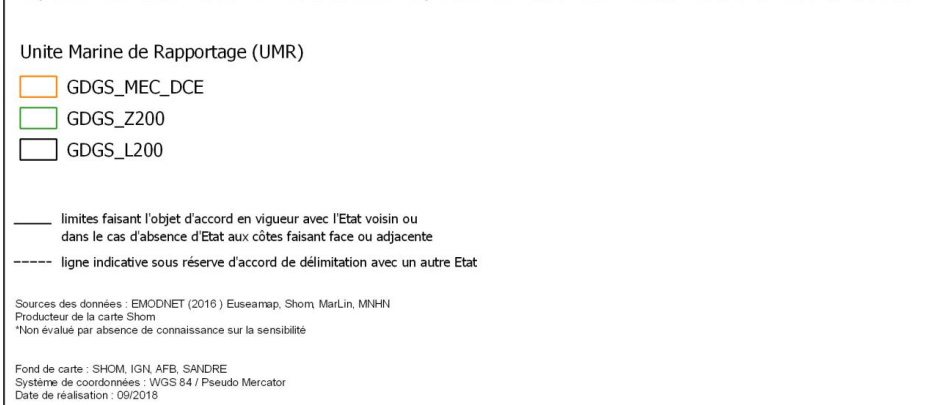 Unite Marine de Rapportage (UMR)
GDGS_MEC_DCE
GDGS_Z200
GDGS_L200
limites faisant l'objet d'accord en vigueur avec l'Etat voisin ou
dans le cas d'absence d'Etat aux côtes faisant face ou adjacente
ligne indicative sous réserve d'accord de délimitation avec un autre Etat
Sources des données : EMODNET (2016 ) Euseamap, Shom, MarLin, MNHN
Producteur de la carte Shom
*Non évalué par absence de connaissance sur la sensibilité
Fond de carte : SHOM, IGN, AFB, SANDRE
Système de coordonnées : WGS 84 / Pseudo Mercator
Date de réalisation : 09/2018